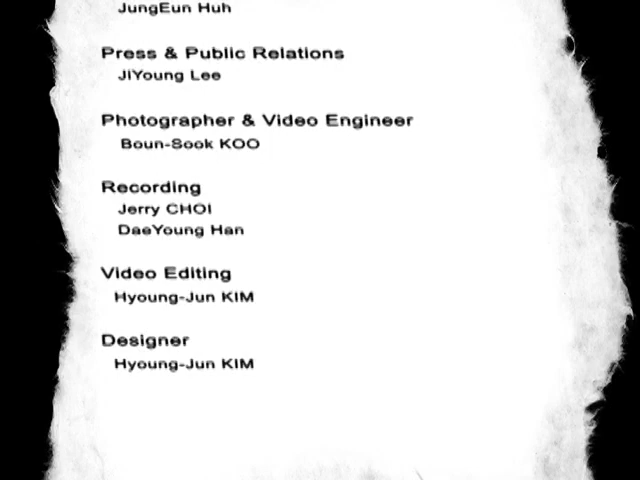 JungEun Huh
Press & Public Relations
JiYoung Lee
Photographer & Video Engineer
Boun-Sook KOO
Recording
Jerry CHOI
DaeYoung Han
Video Editing
Hyoung-Jun KIM
Designer
Hyoung-Jun KIM